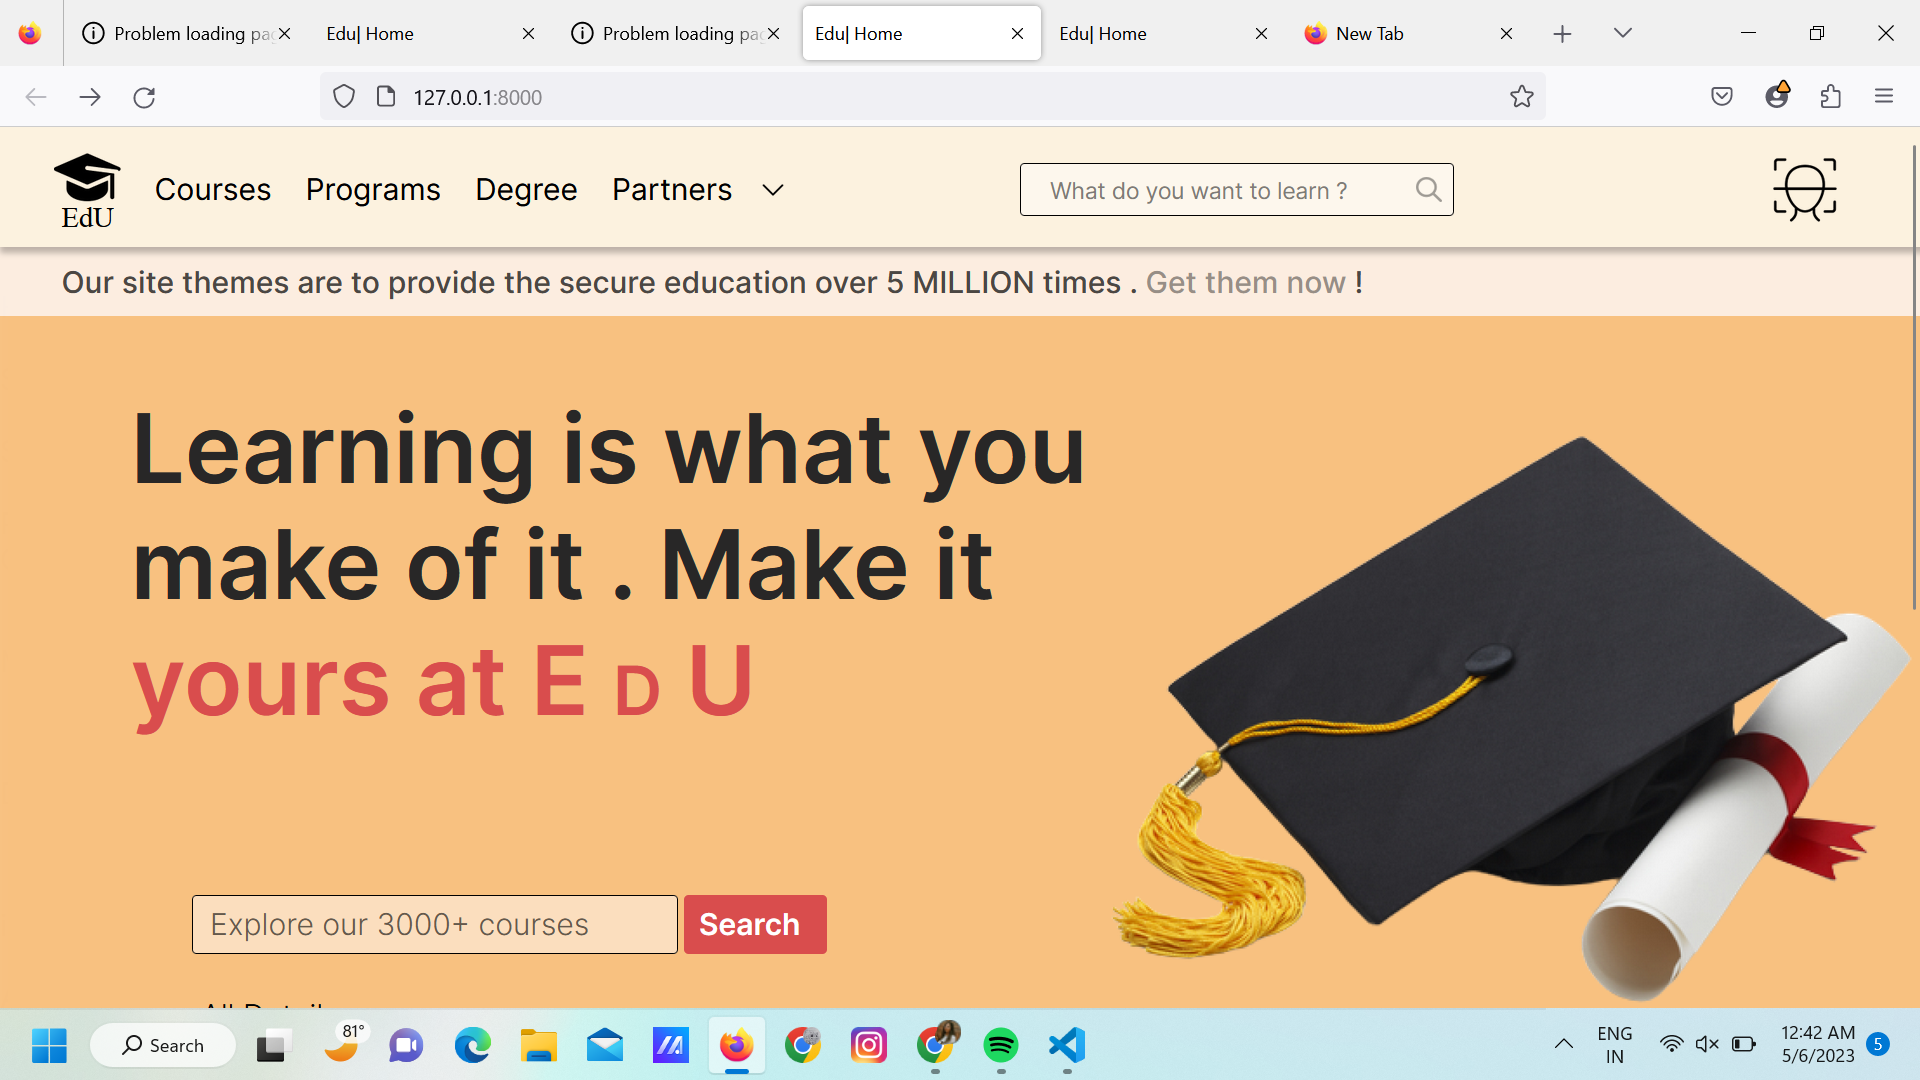 Problem loading pa
Edu| Home
Problem loading pa
Edu| Home
Edu| Home
New Tab
127.0.0.1:8000
EdU
Courses
Programs
Degree
Partners
What do you want to learn ?
Our site themes are to provide the secure education over 5 MILLION times . Get them now !
Learning is what you
make of it . Make it
yours at E D U
Explore our 3000+ courses
Search
81°
Search
ENG
IN
12:42 AM
5/6/2023
5